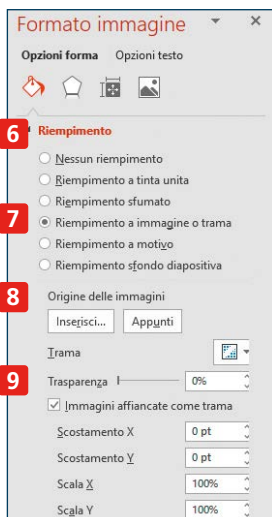 Formato immagine
Opzioni forma Opzioni testo
6 Riempimento
Nessun riempimento
Riempimento a tinta unita
Riempimento sfumato
7 Riempimento a immagine o trama
Riempimento a motivo
Riempimento sfondo diapositiva
8 Origine delle immagini
Inserisci... Appunti
Trama
9 Trasparenza 0%
Immagini affiancate come trama
Scostamento X 0 pt
Scostamento Y 0 pt
Scala X 100%
Scala Y 100%